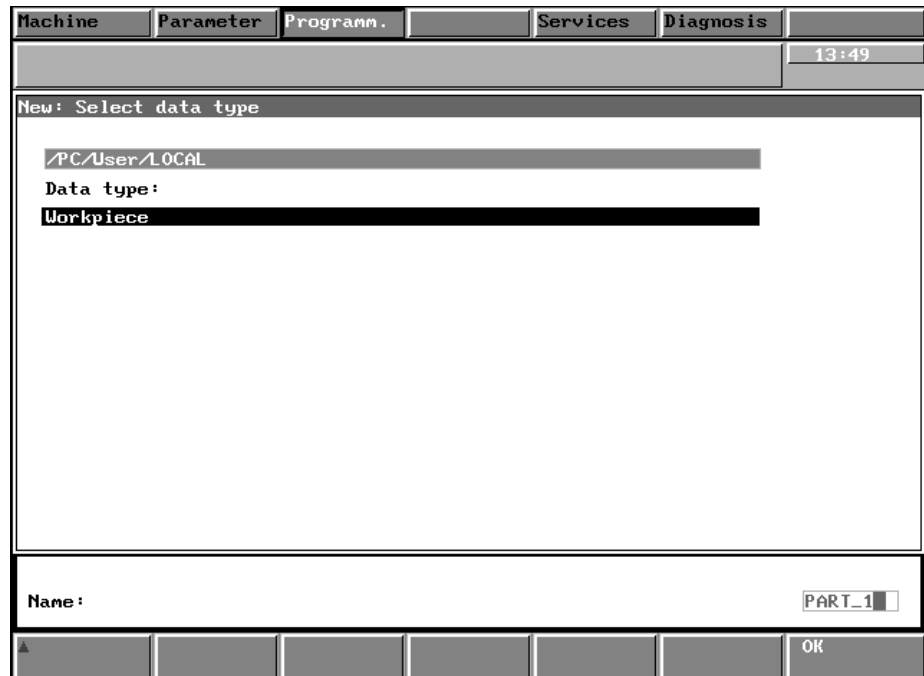 Machine Parameter Programm. Services Diagnosis
13:49
New: Select data type
/PC/User/LOCAL
Data type:
Workpiece
Name: PART_1
OK